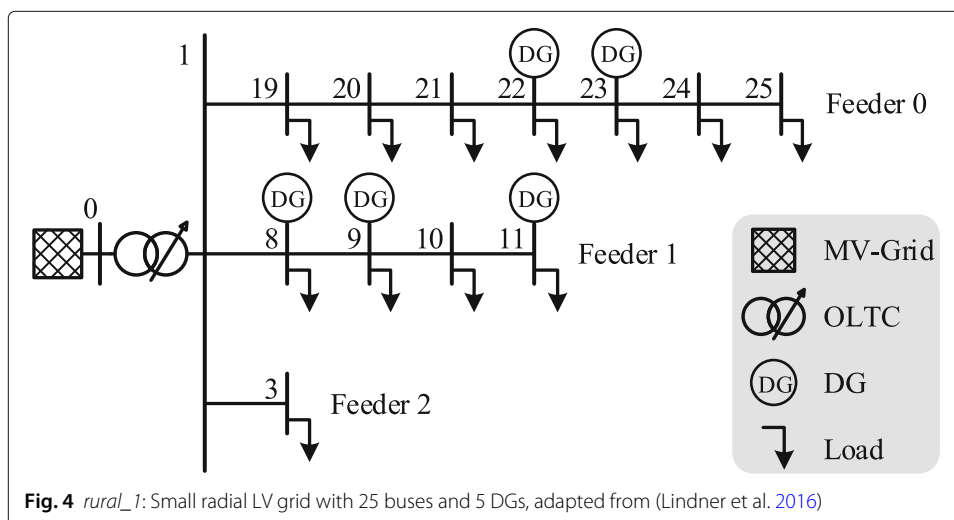 1
19 20 21 22 23 24 25
DG DG
Feeder 0
0
DG DG DG
8 9 10 11
Feeder 1
3
Feeder 2
MV-Grid
OLTC
DG DG
Load
Fig. 4 rural_1: Small radial LV grid with 25 buses and 5 DGs, adapted from (Lindner et al. 2016)